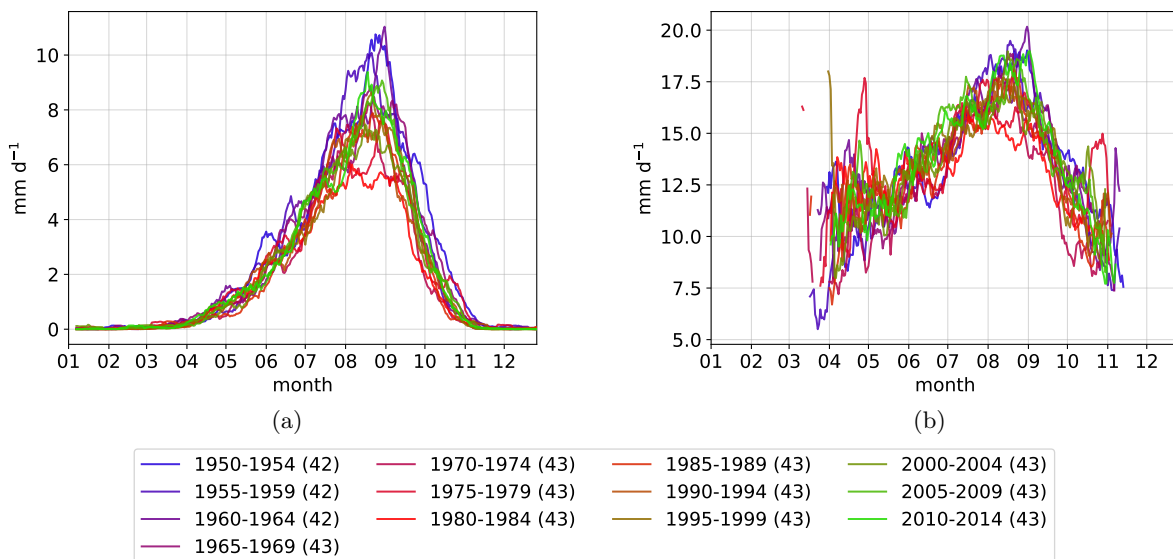 10
8
6
4
2
0
mm d⁻¹
01 02 03 04 05 06 07 08 09 10 11 12
month
(a)
20.0
17.5
15.0
12.5
10.0
7.5
5.0
mm d⁻¹
01 02 03 04 05 06 07 08 09 10 11 12
month
(b)
1950-1954 (42) 1970-1974 (43) 1985-1989 (43) 2000-2004 (43)
1955-1959 (42) 1975-1979 (43) 1990-1994 (43) 2005-2009 (43)
1960-1964 (42) 1980-1984 (43) 1995-1999 (43) 2010-2014 (43)
1965-1969 (43)